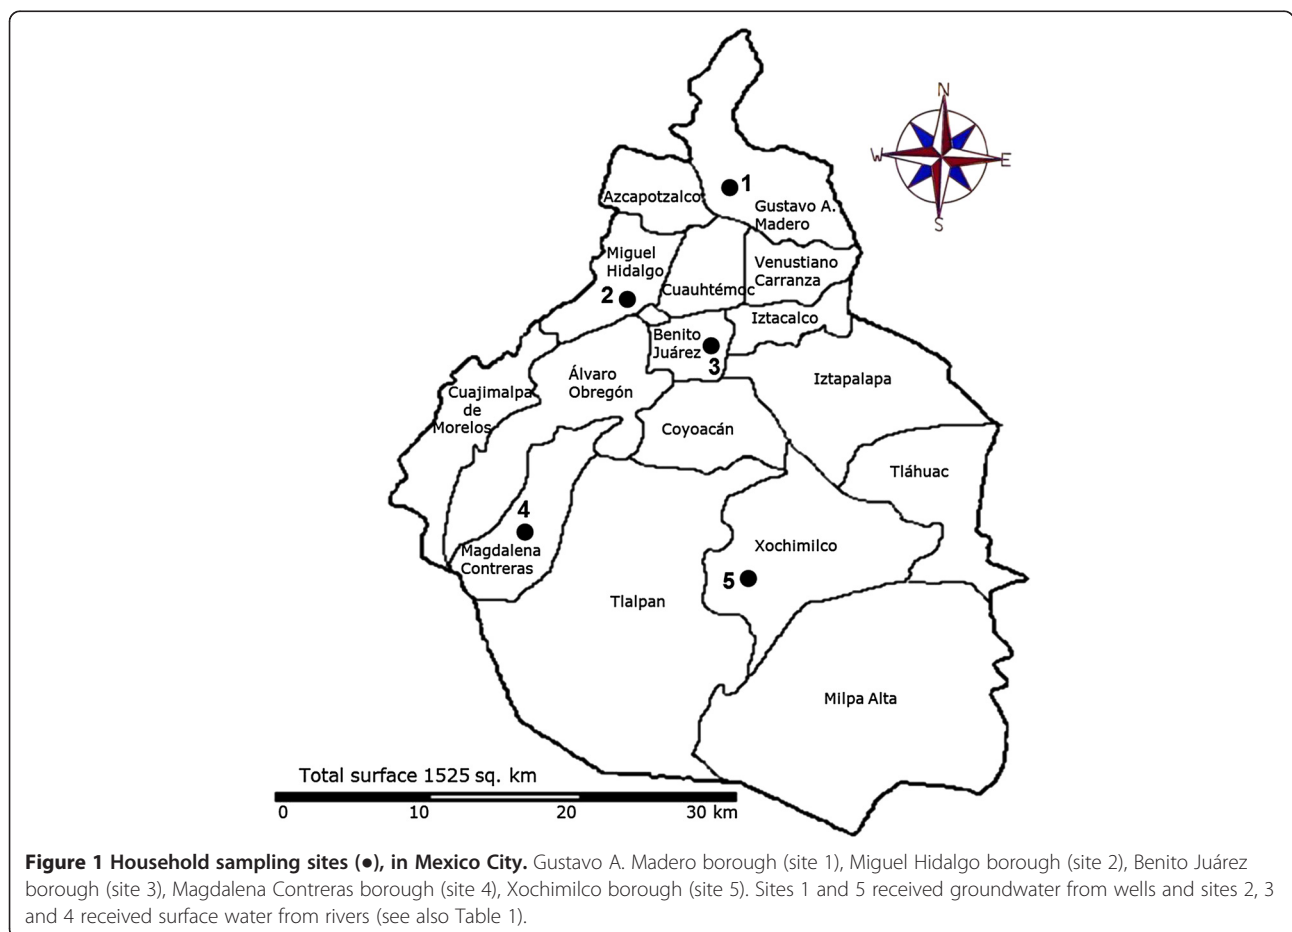 N
W
E
S
1
Azcapotzalco
Gustavo A.
Madero
Miguel
Hidalgo
Venustiano
Carranza
2
Cuauhtémoc
Iztacalco
Benito
Juárez
3
Álvaro
Obregón
Iztapalapa
Cuajimalpa
de
Morelos
Coyoacán
Tláhuac
4
Magdalena
Contreras
Xochimilco
5
Tlalpan
Milpa Alta
Total surface 1525 sq. km
0 10 20 30 km
Figure 1 Household sampling sites (●), in Mexico City. Gustavo A. Madero borough (site 1), Miguel Hidalgo borough (site 2), Benito Juárez
borough (site 3), Magdalena Contreras borough (site 4), Xochimilco borough (site 5). Sites 1 and 5 received groundwater from wells and sites 2, 3
and 4 received surface water from rivers (see also Table 1).